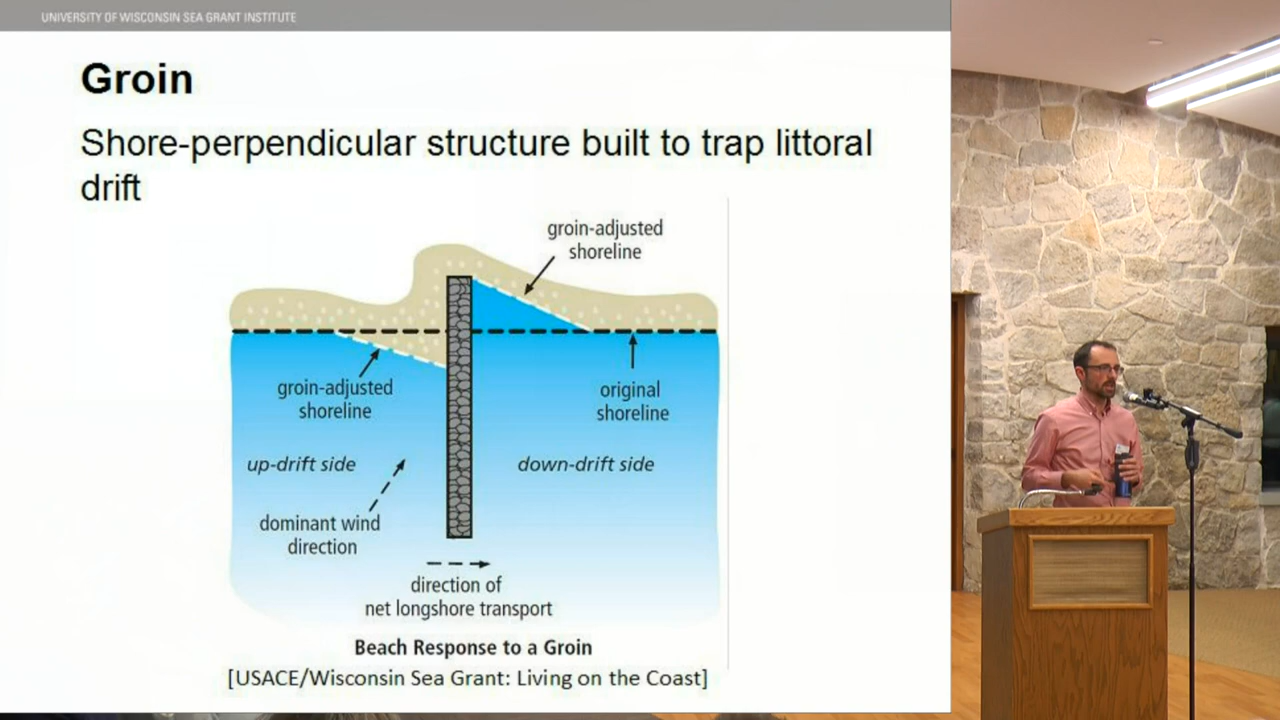 UNIVERSITY OF WISCONSIN SEA GRANT INSTITUTE
Groin
Shore-perpendicular structure built to trap littoral
drift
groin-adjusted
shoreline
groin-adjusted
shoreline
original
shoreline
up-drift side
down-drift side
dominant wind
direction
direction of
net longshore transport
Beach Response to a Groin
[USACE/Wisconsin Sea Grant: Living on the Coast]